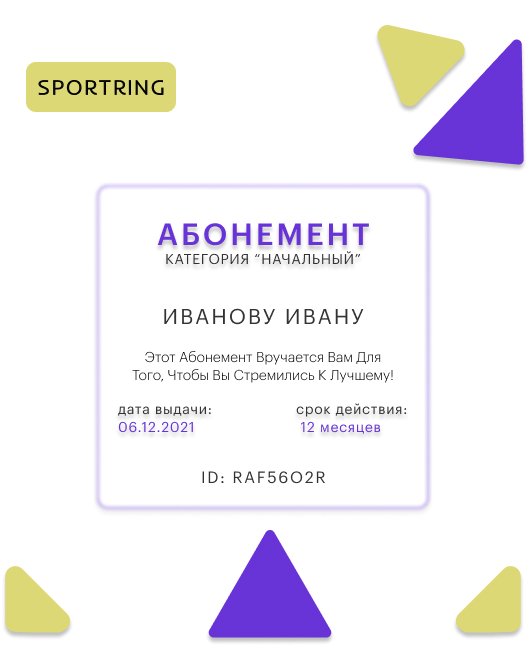 SPORTRING
АБОНЕМЕНТ
КАТЕГОРИЯ “НАЧАЛЬНЫЙ”
ИВАНОВУ ИВАНУ
Этот Абонемент Вручается Вам Для
Того, Чтобы Вы Стремились К Лучшему!
дата выдачи: срок действия:
06.12.2021 12 месяцев
ID: RAF56O2R